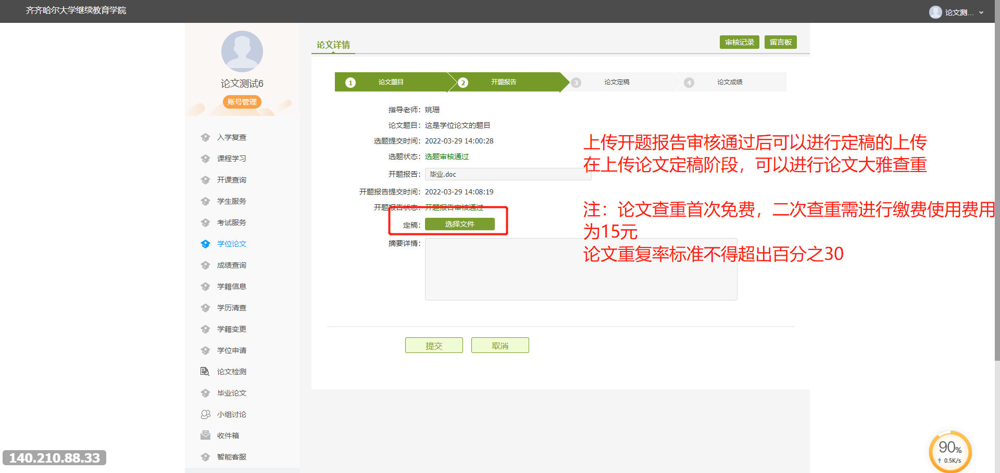 齐齐哈尔大学继续教育学院
论文测...
论文测试6
账号管理
入学复查
课程学习
开课查询
学生服务
考试服务
学位论文
成绩查询
学籍信息
学历清查
学籍变更
学位申请
论文检测
毕业论文
小组讨论
收件箱
智能客服
论文详情
审核记录
留言板
1 论文题目
2 开题报告
3 论文定稿
4 论文成绩
指导老师：姚珊
论文题目：这是学位论文的题目
选题提交时间：2022-03-29 14:00:28
选题状态：选题审核通过
开题报告：毕业.doc
开题报告提交时间：2022-03-29 14:08:19
开题报告状态：开题报告审核通过
定稿：选择文件
摘要详情：
提交
取消
上传开题报告审核通过后可以进行定稿的上传
在上传论文定稿阶段，可以进行论文大雅查重
注：论文查重首次免费，二次查重需进行缴费使用费用
为15元
论文重复率标准不得超出百分之30
140.210.88.33
90%
0.5K/s